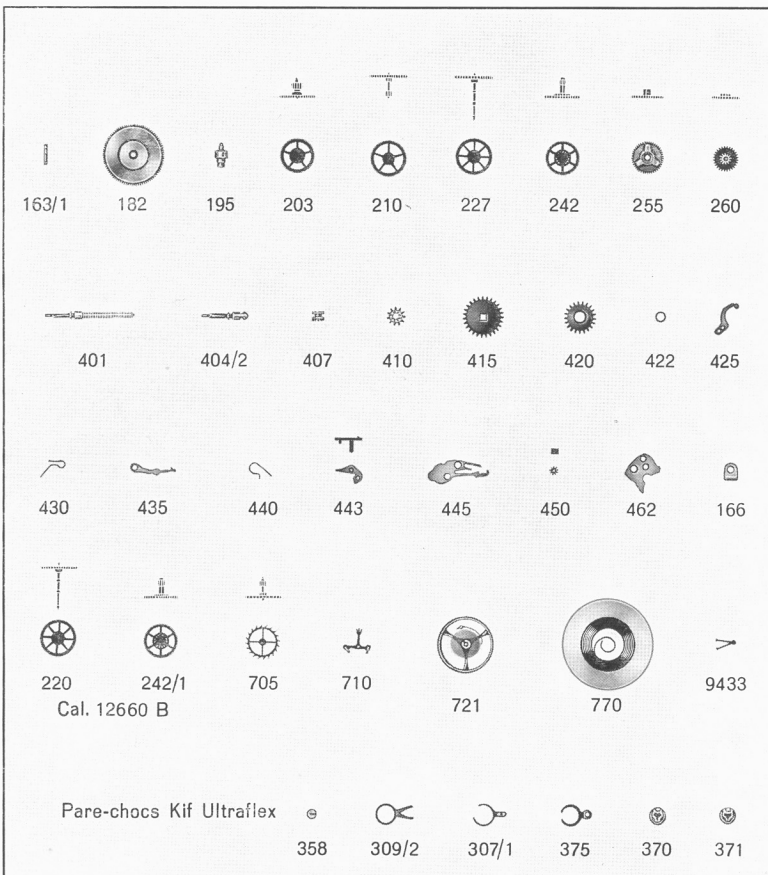 163/1 182 195 203 210 227 242 255 260
401 404/2 407 410 415 420 422 425
430 435 440 443 445 450 462 166
220 242/1 705 710 721 770 9433
Cal. 12660 B
Pare-chocs Kif Ultraflex
358 309/2 307/1 375 370 371